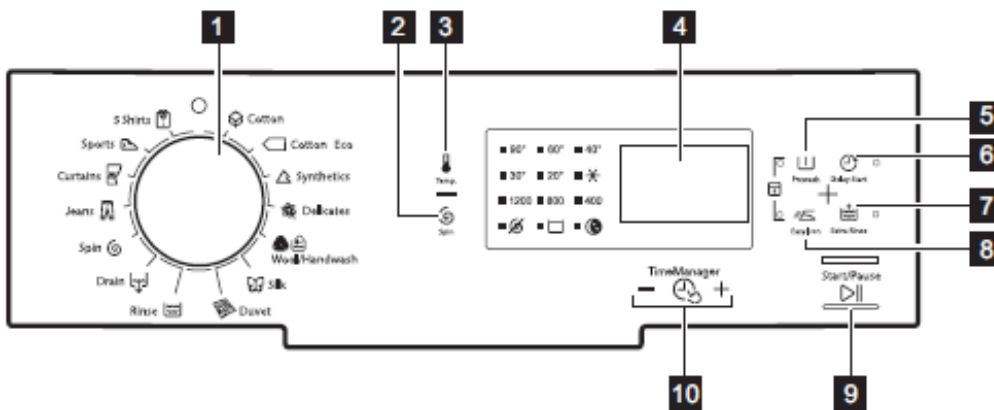 1
2
3
4
5
6
7
8
9
10
5 Shirts
Cotton
Sports
Cotton Eco
Curtains
Synthetics
Jeans
Delicates
Spin
Wool/Handwash
Drain
Silk
Rinse
Duvet
Temp.
Spin
90° 60° 40°
30° 20°
1200 800 400
TimeManager
− +
Prewash
Delay Start
Easy Iron
Extra Rinse
Start/Pause